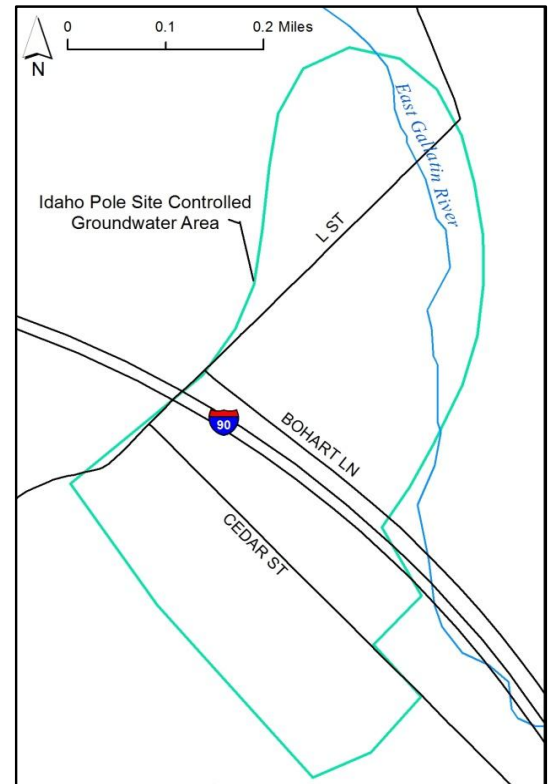 0 0.1 0.2 Miles
N
East Gallatin River
Idaho Pole Site Controlled
Groundwater Area
L ST
90
BOHART LN
CEDAR ST